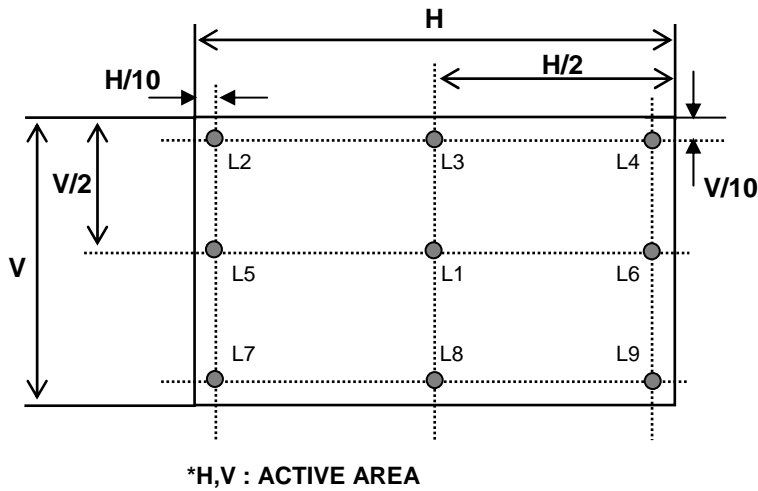 H
H/10
H/2
L2
L3
L4
V/2
V/10
V
L5
L1
L6
L7
L8
L9
*H,V : ACTIVE AREA